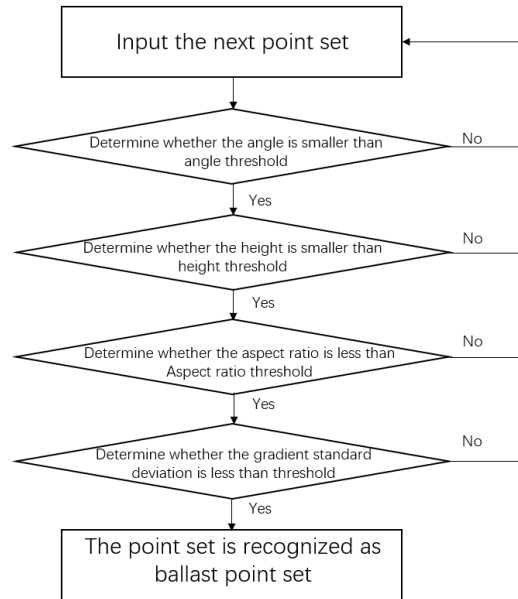 Input the next point set
Determine whether the angle is smaller than
angle threshold
No
Yes
Determine whether the height is smaller than
height threshold
No
Yes
Determine whether the aspect ratio is less than
Aspect ratio threshold
No
Yes
Determine whether the gradient standard
deviation is less than threshold
No
Yes
The point set is recognized as
ballast point set